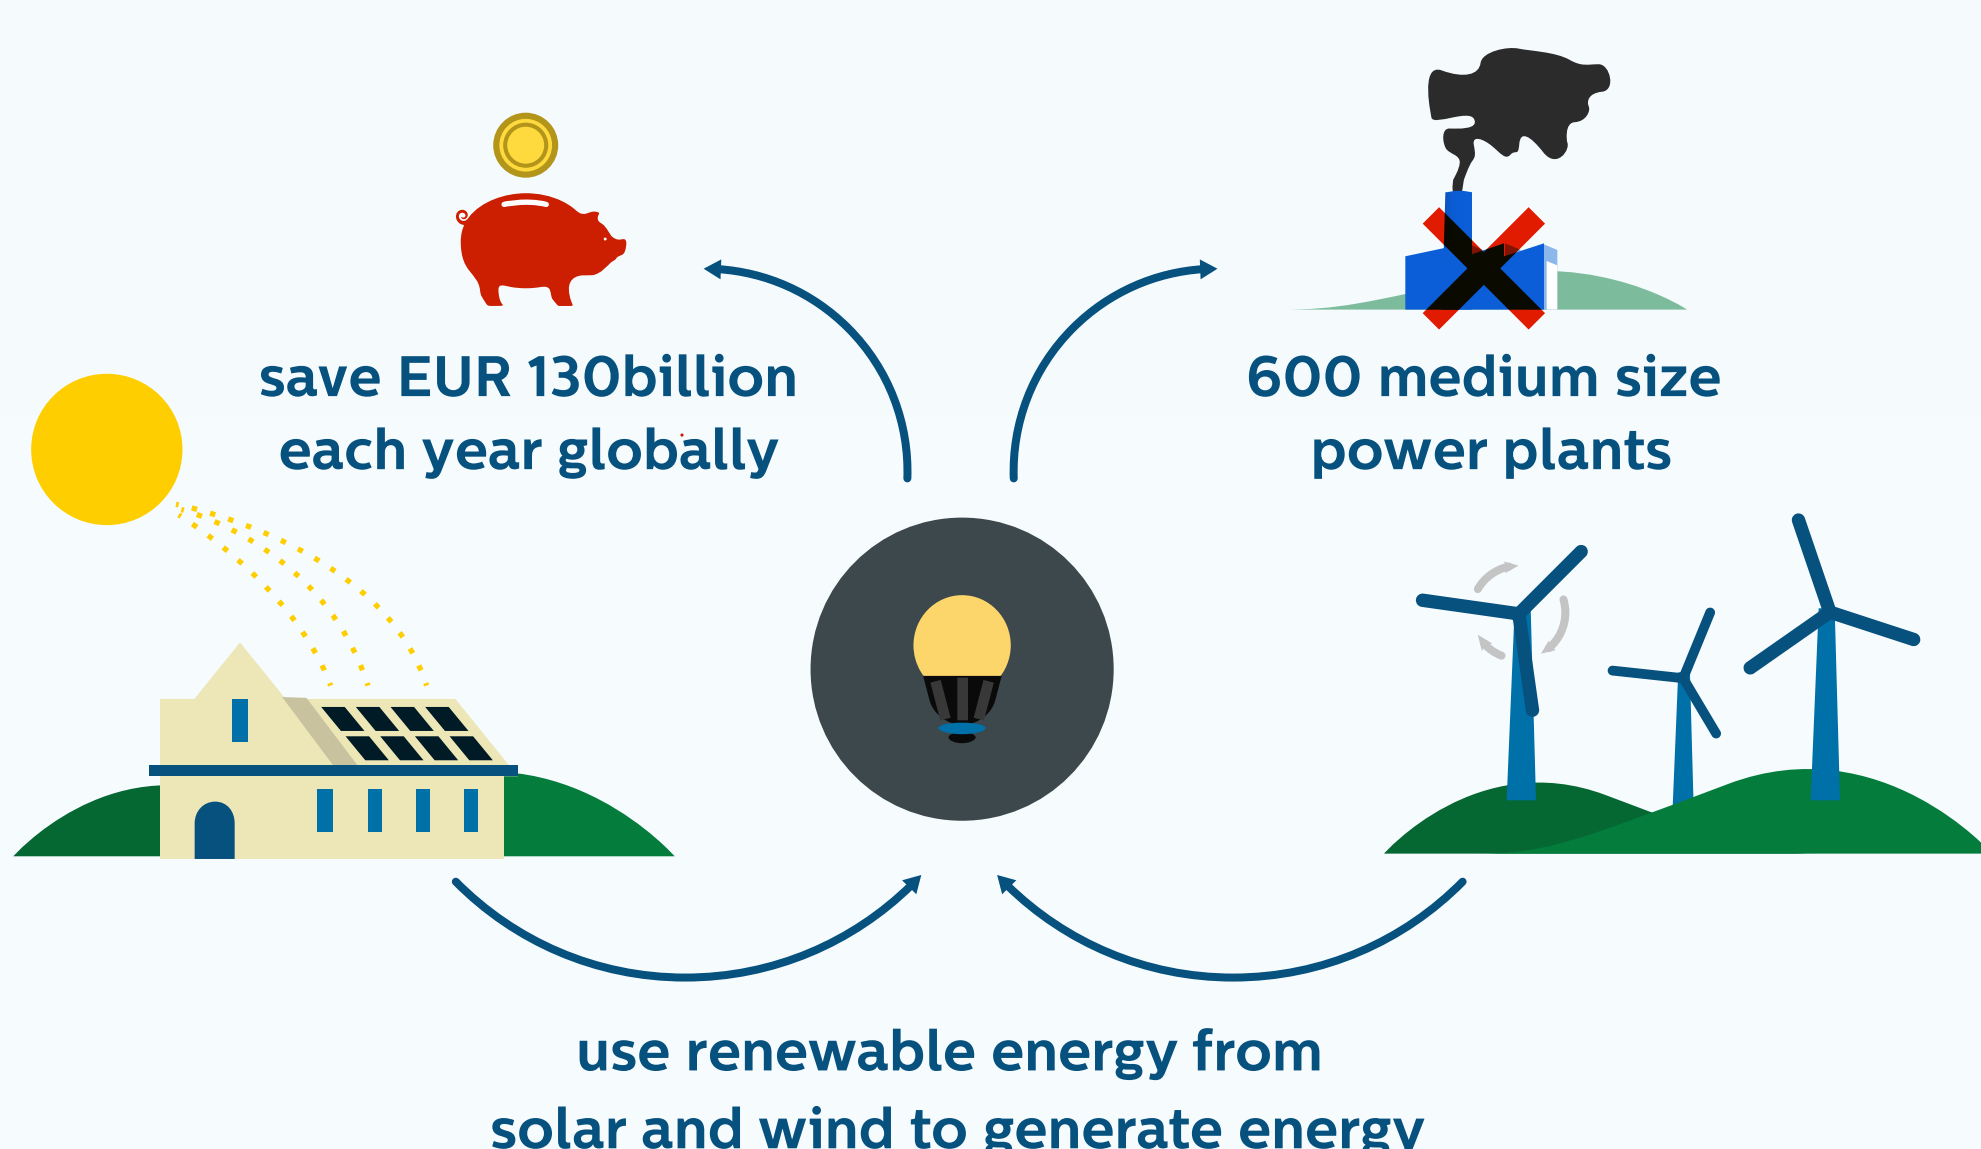 save EUR 130billion
each year globally
600 medium size
power plants
use renewable energy from
solar and wind to generate energy